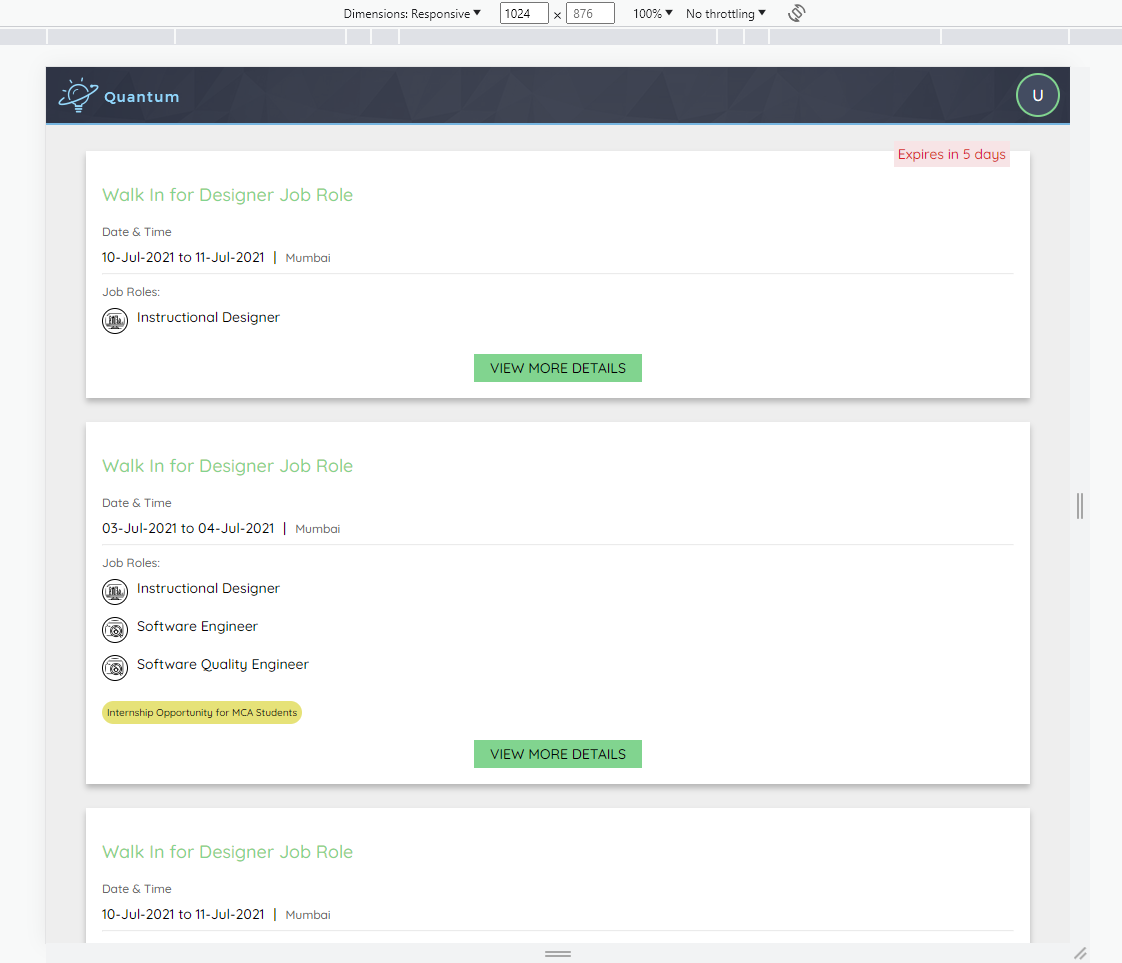 Dimensions: Responsive 1024 x 876 100% No throttling
Quantum
U
Expires in 5 days
Walk In for Designer Job Role
Date & Time
10-Jul-2021 to 11-Jul-2021 | Mumbai
Job Roles:
Instructional Designer
VIEW MORE DETAILS
Walk In for Designer Job Role
Date & Time
03-Jul-2021 to 04-Jul-2021 | Mumbai
Job Roles:
Instructional Designer
Software Engineer
Software Quality Engineer
Internship Opportunity for MCA Students
VIEW MORE DETAILS
Walk In for Designer Job Role
Date & Time
10-Jul-2021 to 11-Jul-2021 | Mumbai